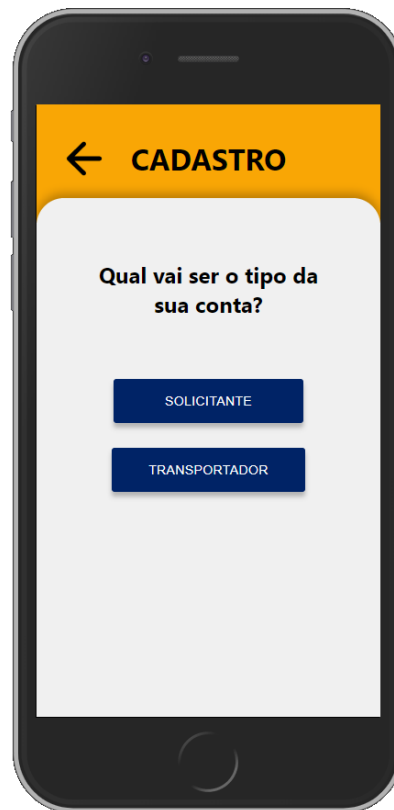 CADASTRO
Qual vai ser o tipo da
sua conta?
SOLICITANTE
TRANSPORTADOR